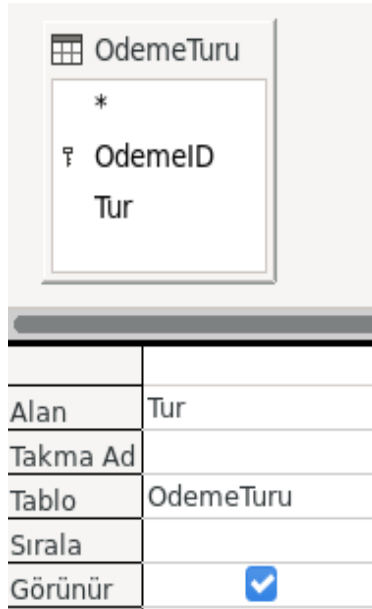 OdemeTuru
*
OdemeID
Tur
Alan Tur
Takma Ad
Tablo OdemeTuru
Sırala
Görünür